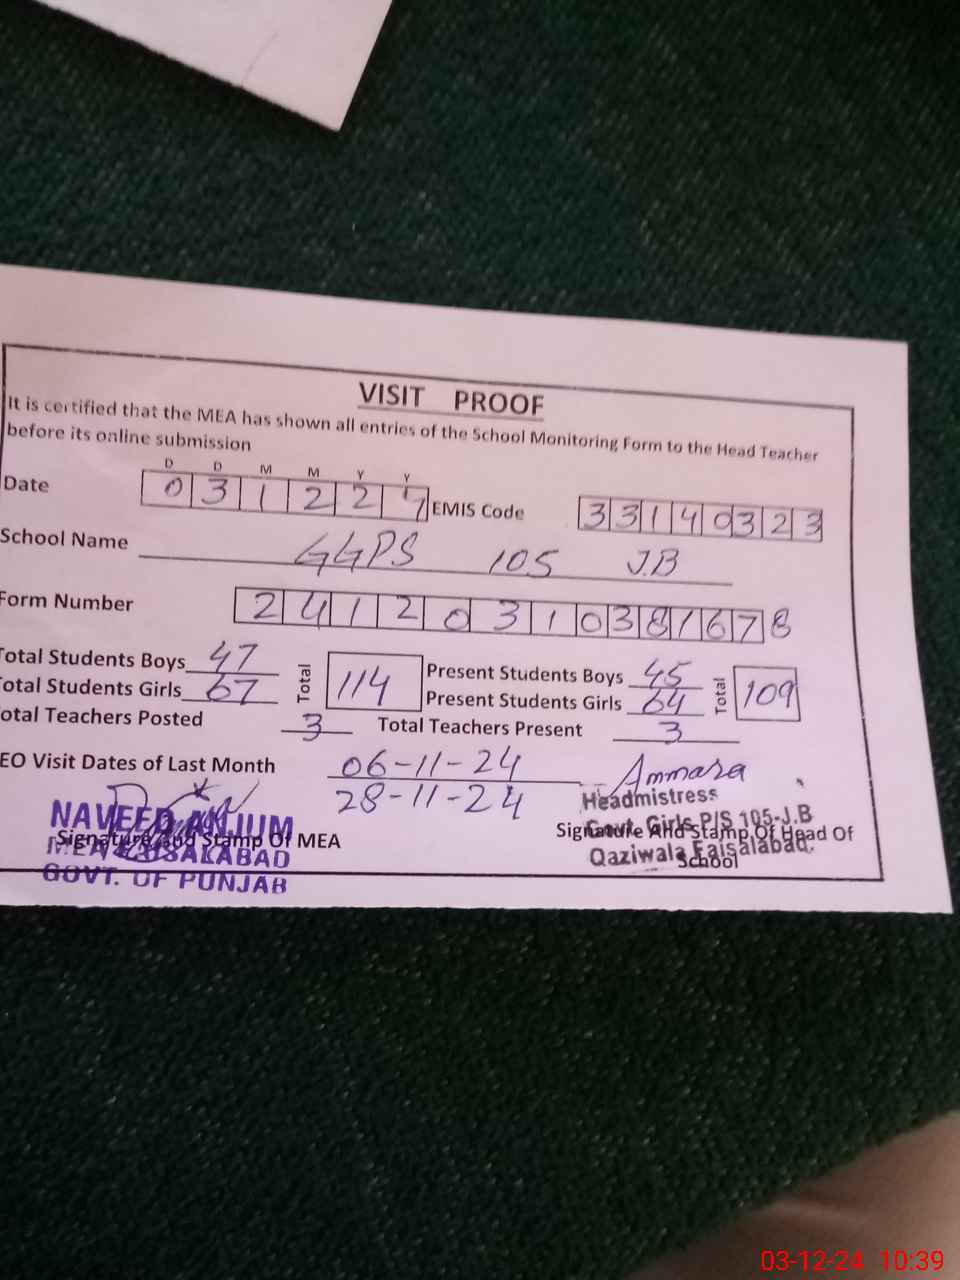 VISIT PROOF
It is certified that the MEA has shown all entries of the School Monitoring Form to the Head Teacher
before its online submission
D D M M Y Y
Date 0 3 1 2 2 EMIS Code 3 3 1 4 0 3 2 3
School Name GGPS 105 J.B
Form Number 2 4 1 2 0 3 1 0 3 8 1 6 7 8
Total Students Boys 47 Total 114 Present Students Boys 45 Total 109
Total Students Girls 67 Present Students Girls 64
Total Teachers Posted 3 Total Teachers Present 3
EO Visit Dates of Last Month 06-11-24
28-11-24
Ammara
Headmistress
Govt. Girls P/S 105-J.B
Qaziwala Faisalabad.
Signature And Stamp Of Head Of
School
NAVEED ANJUM
MEA FAISALABAD
GOVT. OF PUNJAB
Signature and Stamp Of MEA
03-12-24 10:39